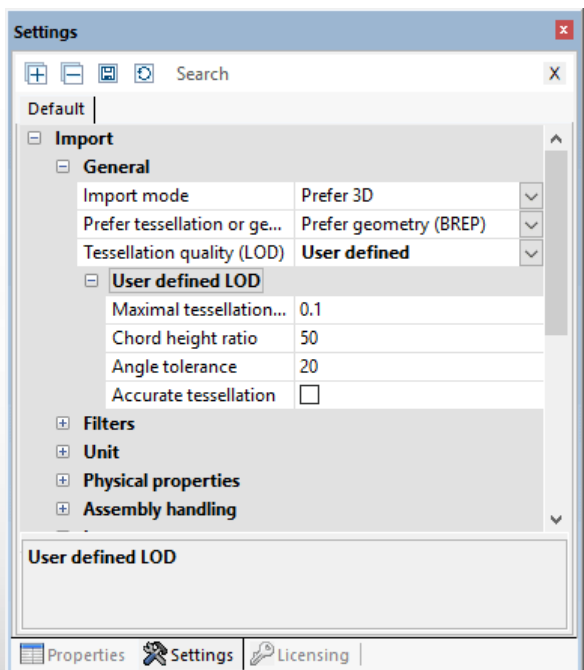 Settings
x
Search X
Default
Import
General
Import mode Prefer 3D
Prefer tessellation or ge... Prefer geometry (BREP)
Tessellation quality (LOD) User defined
User defined LOD
Maximal tessellation... 0.1
Chord height ratio 50
Angle tolerance 20
Accurate tessellation
Filters
Unit
Physical properties
Assembly handling
User defined LOD
Properties Settings Licensing